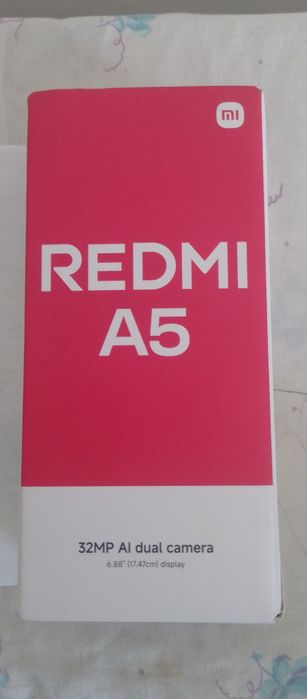 mi
REDMI
A5
32MP AI dual camera
6.88" (17.47cm) display